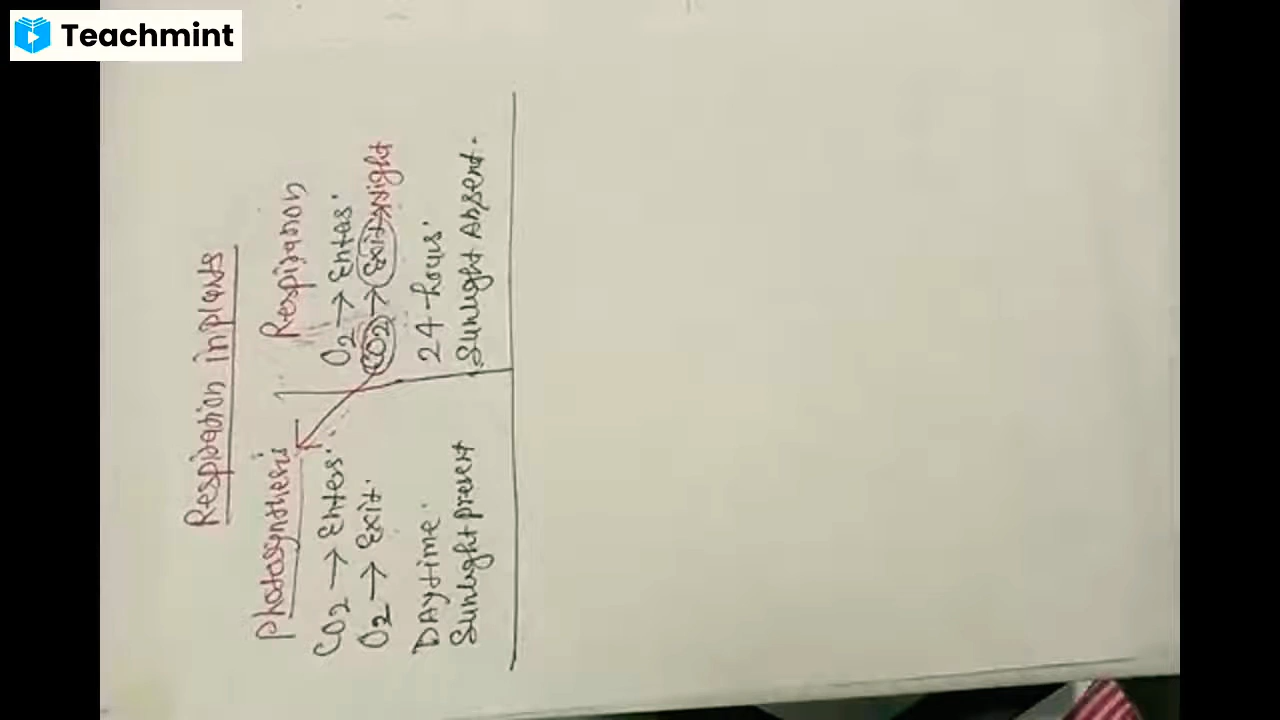 Teachmint
Respiration in plants
Photosynthesis
CO2 → Enters
O2 → Exit.
Daytime.
Sunlight present
Respiration
O2 → Enters
CO2 → Exit → Night
24 hours
Sunlight Absent.